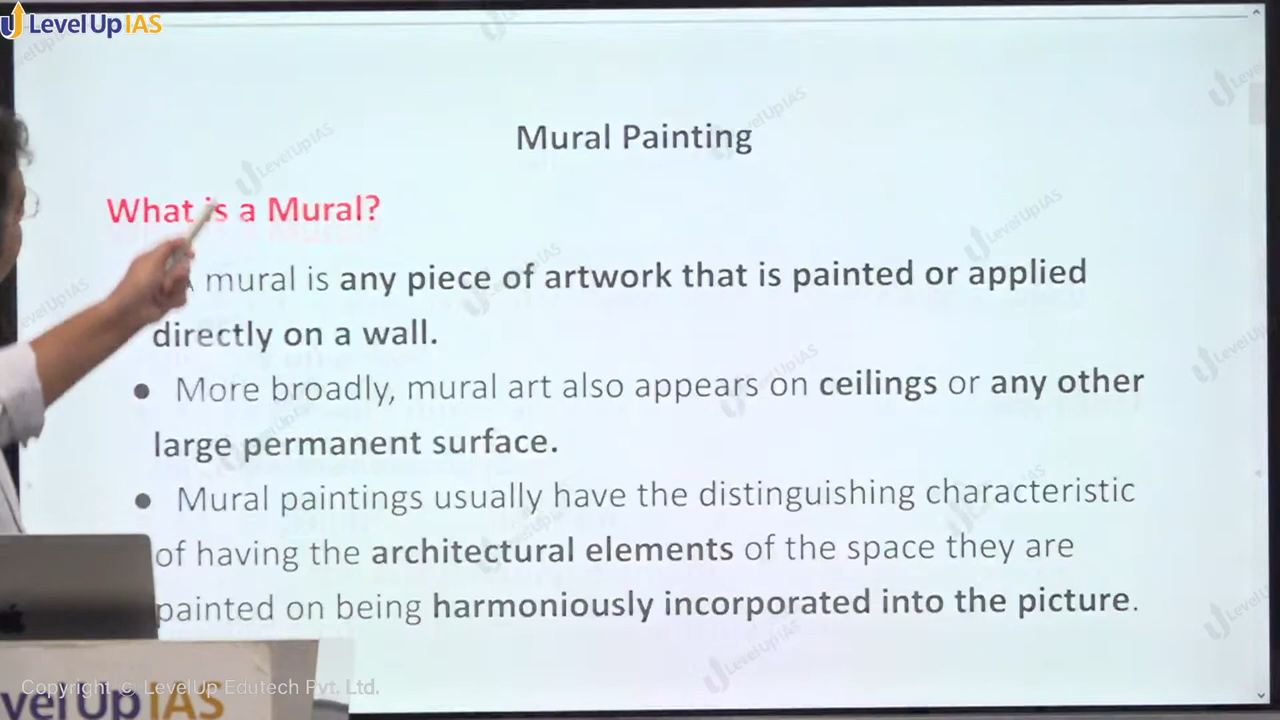 LevelUp IAS
Mural Painting
What is a Mural?
mural is any piece of artwork that is painted or applied
directly on a wall.
● More broadly, mural art also appears on ceilings or any other
large permanent surface.
● Mural paintings usually have the distinguishing characteristic
of having the architectural elements of the space they are
painted on being harmoniously incorporated into the picture.
Copyright © LevelUp Edutech Pvt. Ltd.
velUp IAS